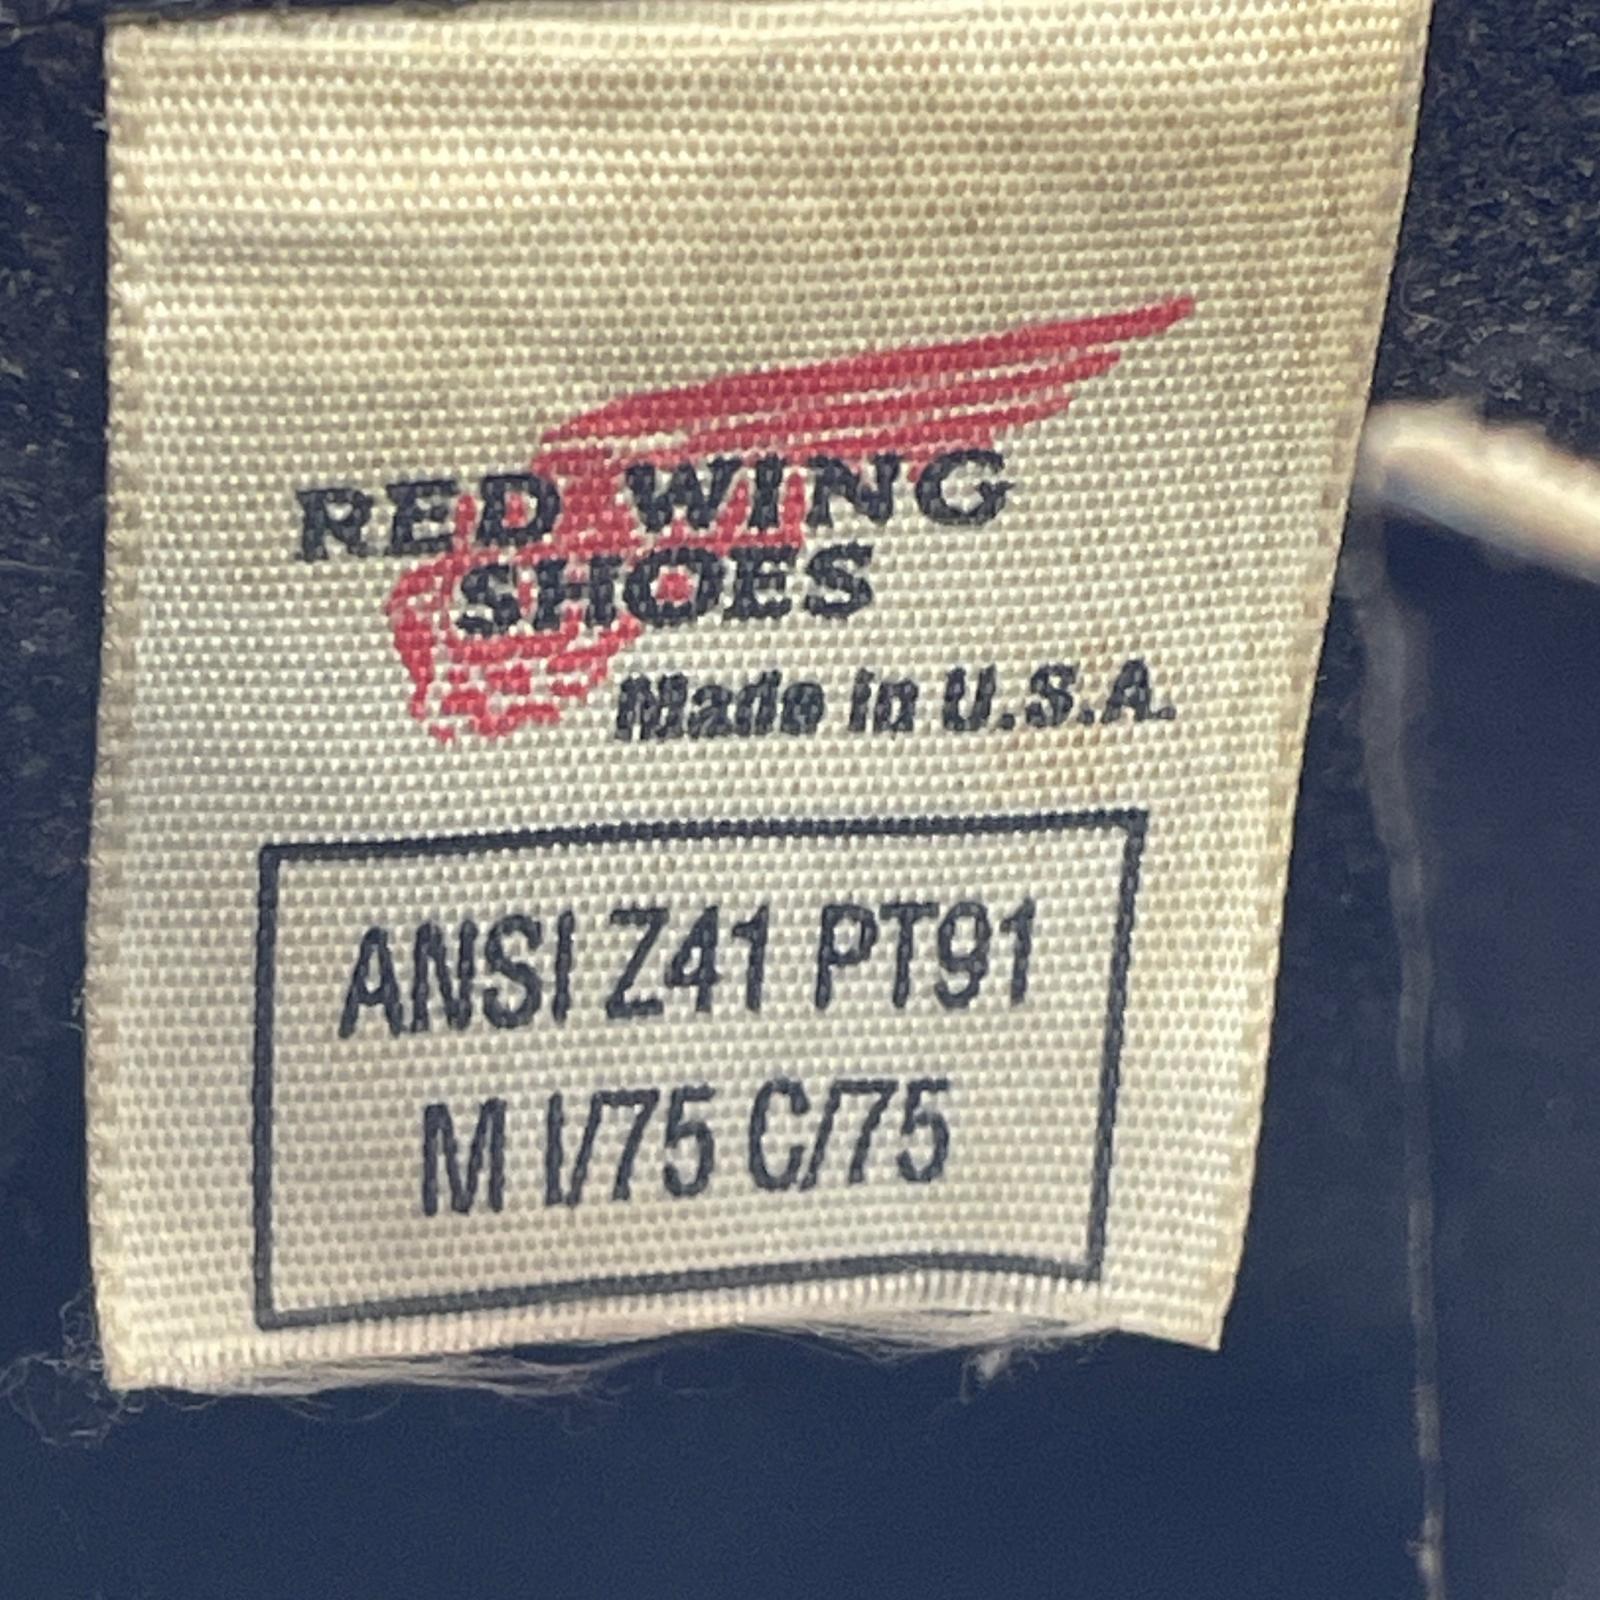 RED WING
SHOES
Made in U.S.A.
ANSI Z41 PT91
M I/75 C/75